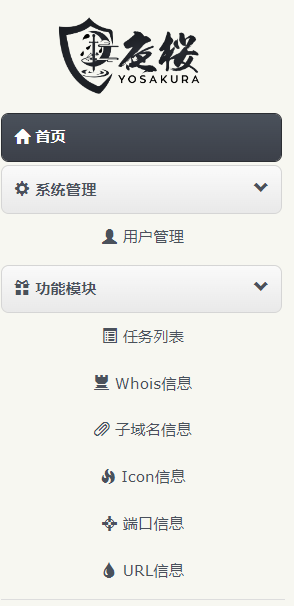 夜桜
YOSAKURA
首页
系统管理
用户管理
功能模块
任务列表
Whois信息
子域名信息
Icon信息
端口信息
URL信息